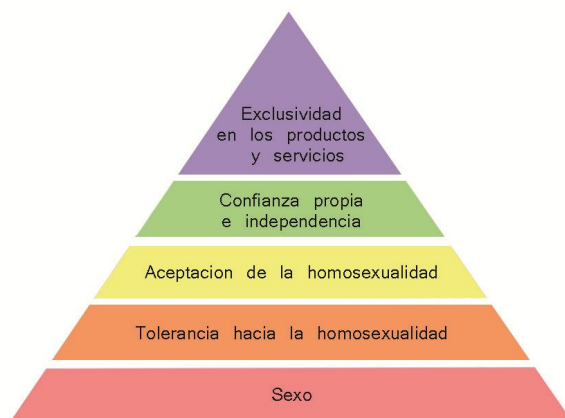 Exclusividad
en los productos
y servicios
Confianza propia
e independencia
Aceptacion de la homosexualidad
Tolerancia hacia la homosexualidad
Sexo